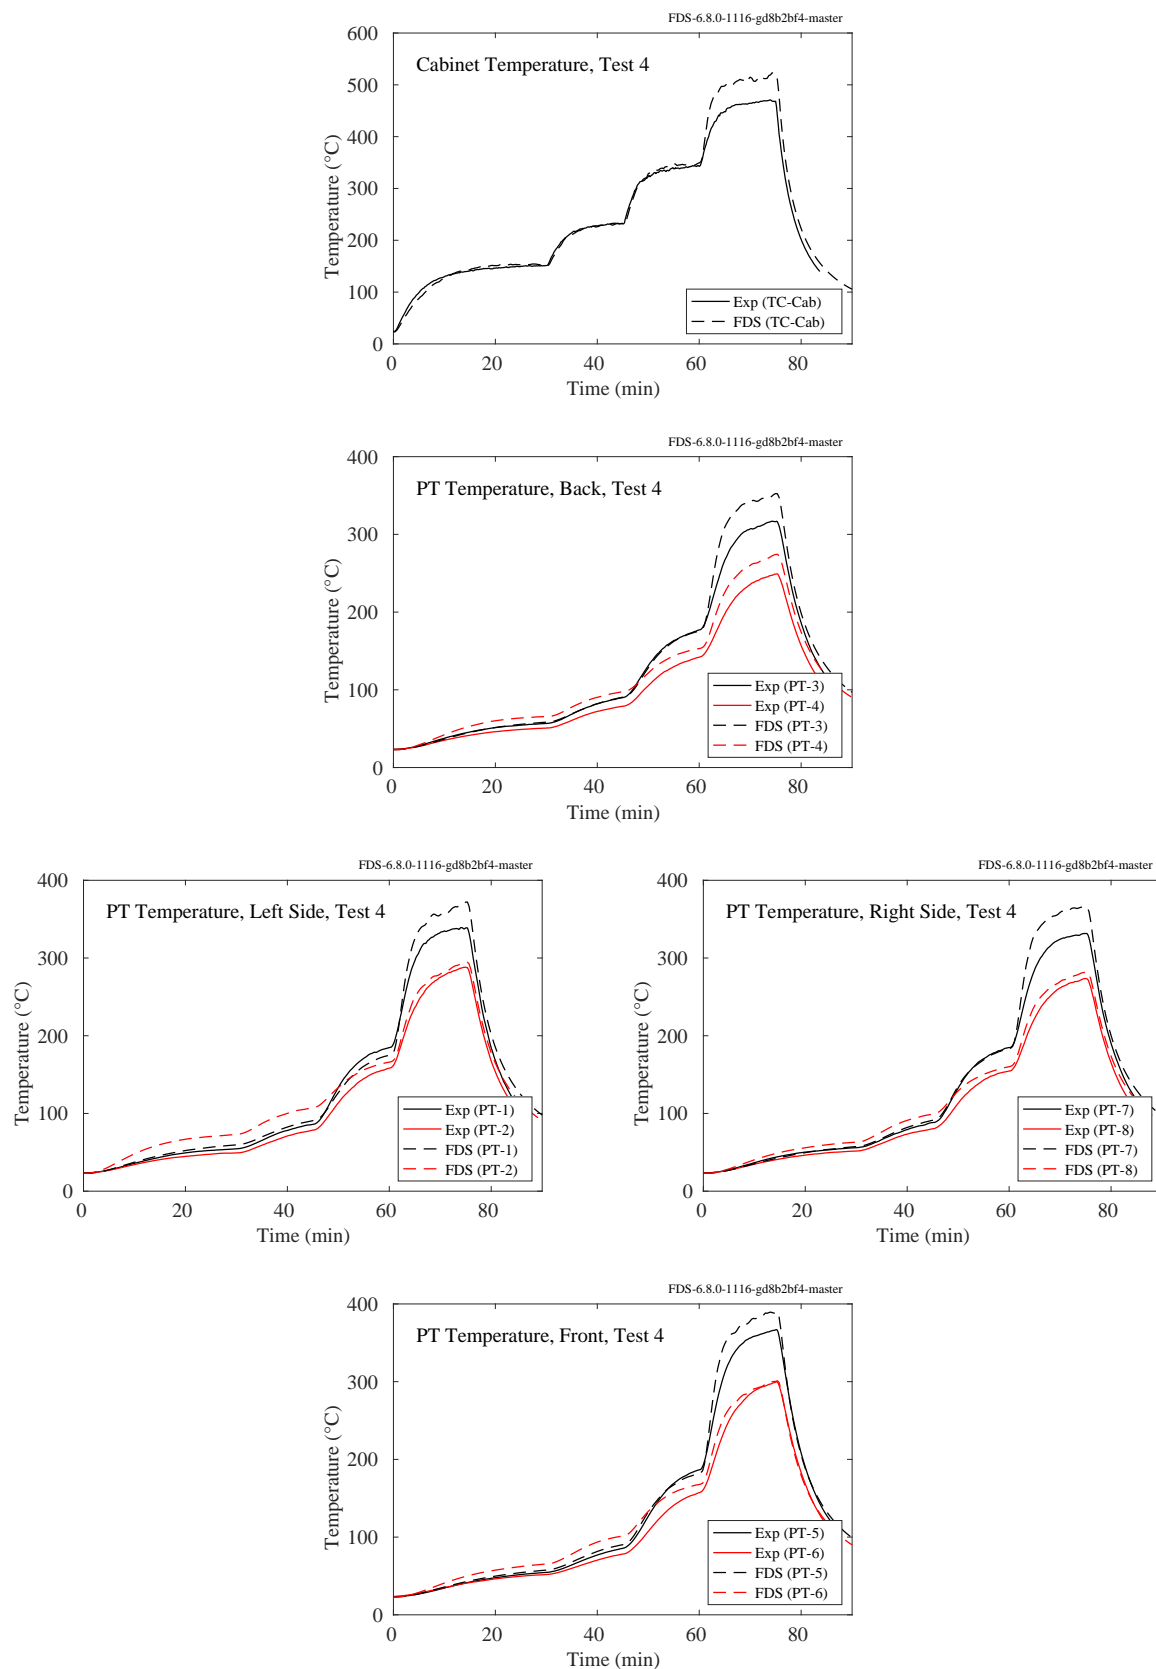 FDS-6.8.0-1116-gd8b2bf4-master
Cabinet Temperature, Test 4
600
500
400
300
200
100
0
Temperature (°C)
0 20 40 60 80
Time (min)
Exp (TC-Cab)
FDS (TC-Cab)
FDS-6.8.0-1116-gd8b2bf4-master
PT Temperature, Back, Test 4
400
300
200
100
0
Temperature (°C)
0 20 40 60 80
Time (min)
Exp (PT-3)
Exp (PT-4)
FDS (PT-3)
FDS (PT-4)
FDS-6.8.0-1116-gd8b2bf4-master
PT Temperature, Left Side, Test 4
400
300
200
100
0
Temperature (°C)
0 20 40 60 80
Time (min)
Exp (PT-1)
Exp (PT-2)
FDS (PT-1)
FDS (PT-2)
FDS-6.8.0-1116-gd8b2bf4-master
PT Temperature, Right Side, Test 4
400
300
200
100
0
Temperature (°C)
0 20 40 60 80
Time (min)
Exp (PT-7)
Exp (PT-8)
FDS (PT-7)
FDS (PT-8)
FDS-6.8.0-1116-gd8b2bf4-master
PT Temperature, Front, Test 4
400
300
200
100
0
Temperature (°C)
0 20 40 60 80
Time (min)
Exp (PT-5)
Exp (PT-6)
FDS (PT-5)
FDS (PT-6)